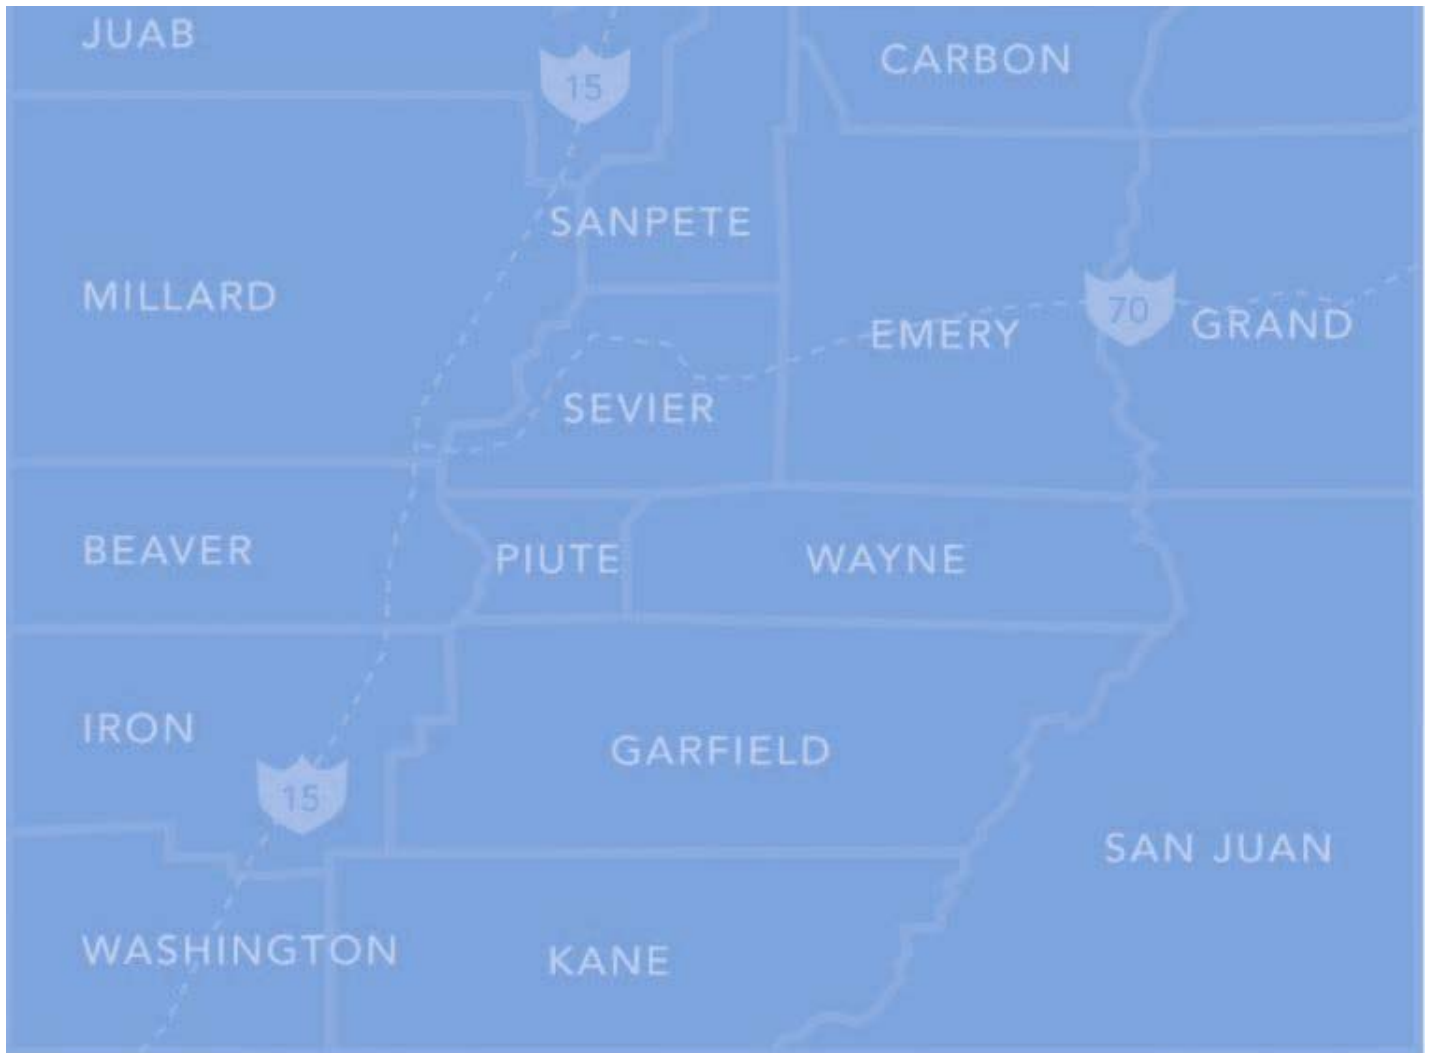 JUAB
15
CARBON
SANPETE
MILLARD
70
GRAND
EMERY
SEVIER
BEAVER
PIUTE
WAYNE
IRON
GARFIELD
15
SAN JUAN
WASHINGTON
KANE